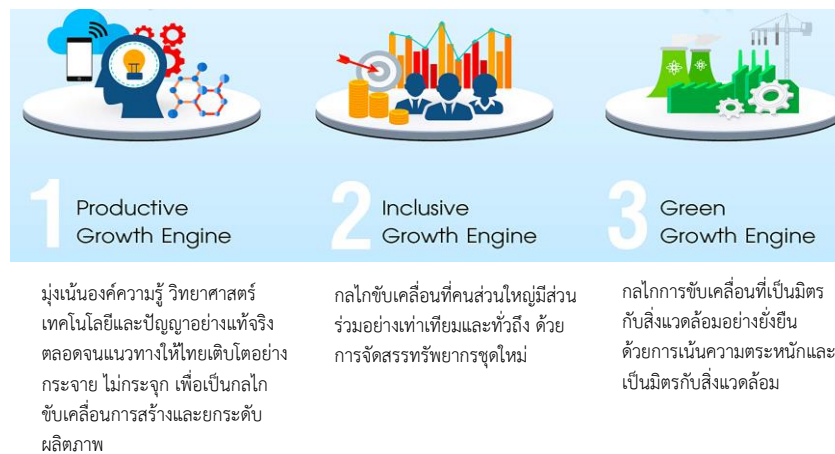 1 Productive
Growth Engine
2 Inclusive
Growth Engine
3 Green
Growth Engine
มุ่งเน้นองค์ความรู้ วิทยาศาสตร์
เทคโนโลยีและปัญญาอย่างแท้จริง
ตลอดจนแนวทางให้ไทยเติบโตอย่าง
กระจาย ไม่กระจุก เพื่อเป็นกลไก
ขับเคลื่อนการสร้างและยกระดับ
ผลิตภาพ
กลไกขับเคลื่อนที่คนส่วนใหญ่มีส่วน
ร่วมอย่างเท่าเทียมและทั่วถึง ด้วย
การจัดสรรทรัพยากรชุดใหม่
กลไกการขับเคลื่อนที่เป็นมิตร
กับสิ่งแวดล้อมอย่างยั่งยืน
ด้วยการเน้นความตระหนักและ
เป็นมิตรกับสิ่งแวดล้อม